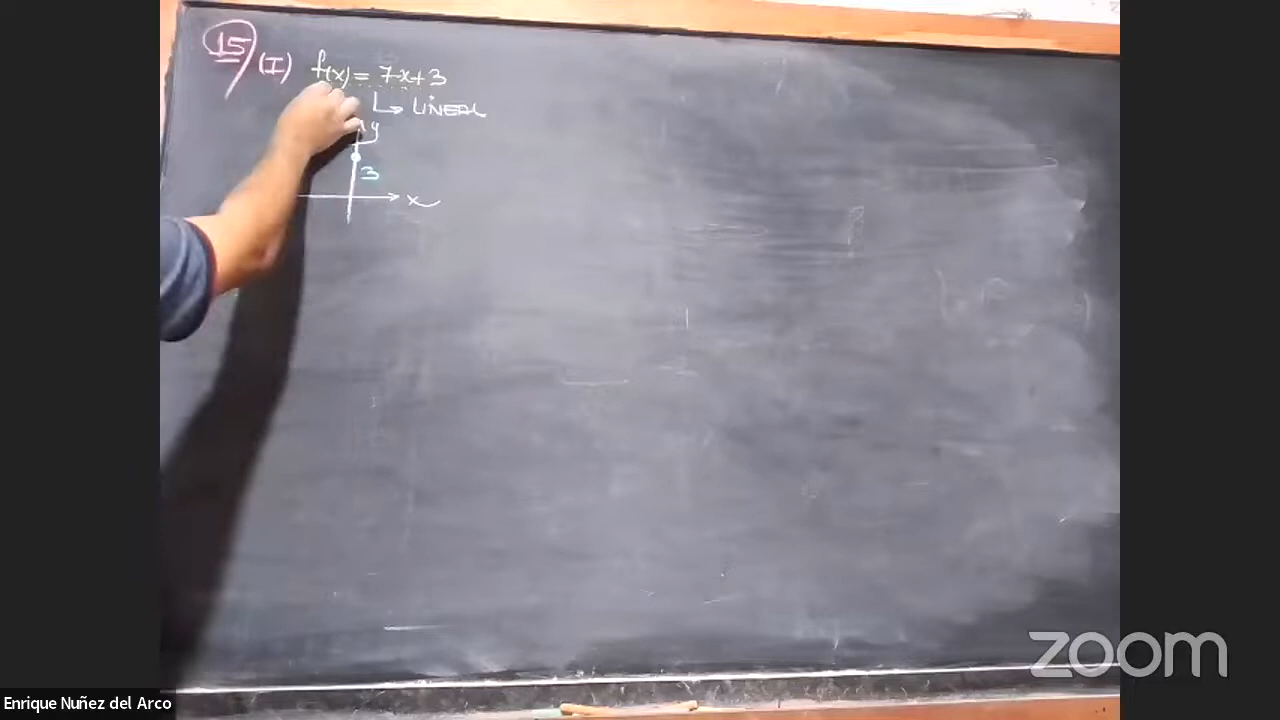 15/ (I) f(x) = 7x+3
↳ LINEAL
y
3
x
zoom
Enrique Nuñez del Arco